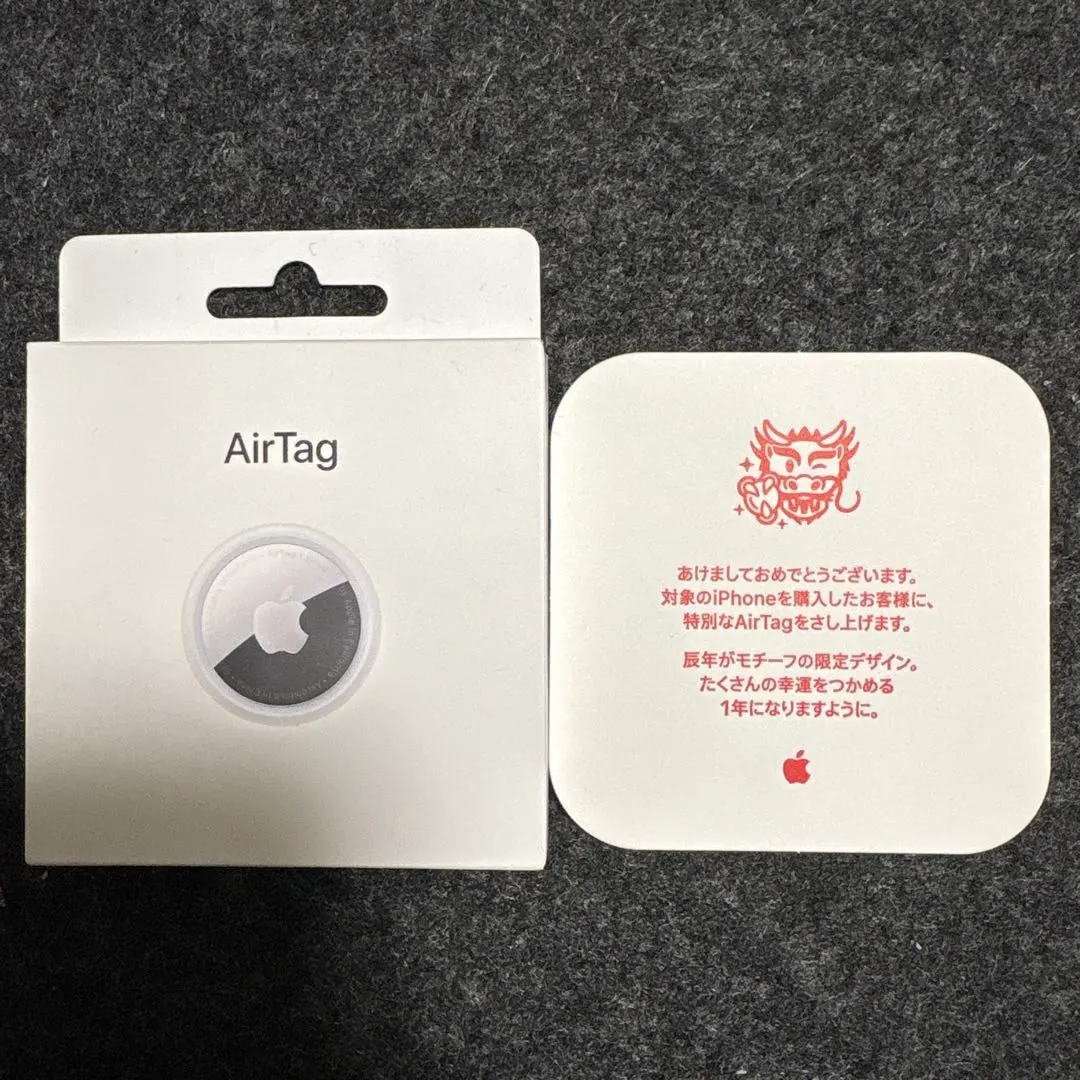 AirTag
あけましておめでとうございます。
対象のiPhoneを購入したお客様に、
特別なAirTagをさし上げます。
辰年がモチーフの限定デザイン。
たくさんの幸運をつかめる
1年になりますように。